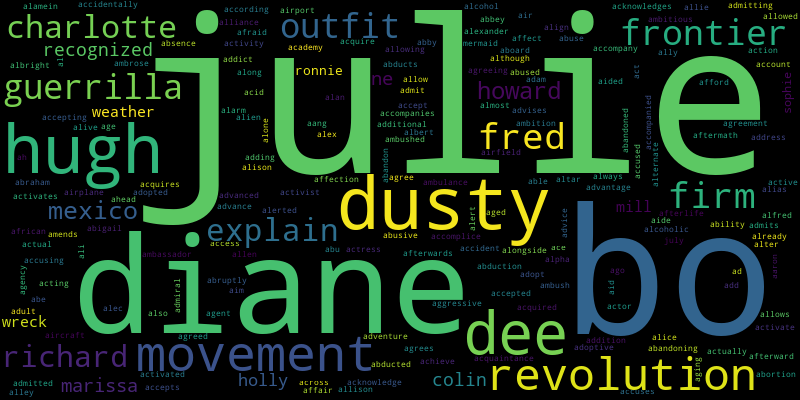 alamein accidentally
charlotte
albright al ambrose
recognized
absence
according airport
alliance
afraid
activity
outfit
academy acquire
alcohol
abbey air
alexander align
mermaid affect abuse
abby
allowing
acknowledges allie admitting
ambitious allowed
frontier
ally action
although aboard accompany
julie
addict
along
ronnie
ne
abducts allow
admit
agreeing abused adam
aided act
afford account
sophie
guerrilla
weather
acid
alan
accept
howard
almost
accompanies
additional
advises
abandoned
accompanied
agreement
accepting
alive age
alarm
alien
alone
aang
alex
albert
ambushed
ambition
fred
airfield
aftermath address
alternate
accused
hugh
ah
adding
alison
abandon
abraham
activates
airplane adopted
acquires
affection
agree
ambulance
able altar
always
advantage
active
alias
mexico
ahead
advanced
advance
activist
alerted
dusty
alert
aged
advice
mill
afterlife
firm
african
actual
amends
abigail
explain
access
abusive
accomplice
aide
alcoholic
july
ability
alfred
admits
already
alter
accusing
ali
ambassador
align
abu actress
afterwards
accident
alongside ace
alpha
aaron
agency
abe
acting
diane
admiral
abruptly
aim
abduction
adopt
accepted ambush
bo
ago
aid
ad
add
adult
wreck
alec
also
agent
aggressive
acquired
actor
allows
activate
aircraft
agreed
adventure
agrees
dee
addition
adoptive
alice
abandoning
actually afterward
richard
movement
abducted
achieve
acquaintance
aging
abortion
admitted
alley
marissa
activated
accepts
holly
across
affair
acknowledge
allison
colin
revolution
accuses